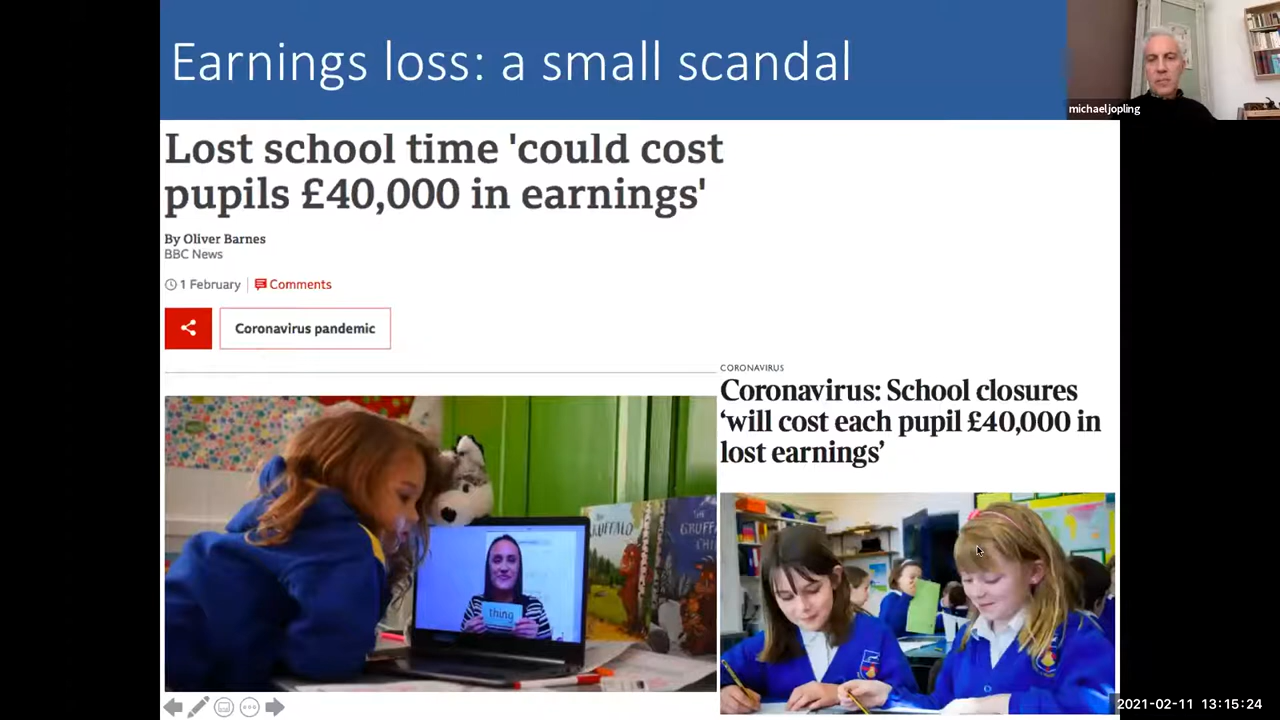 Earnings loss: a small scandal
michaeljopling
Lost school time 'could cost
pupils £40,000 in earnings'
By Oliver Barnes
BBC News
1 February
Comments
Coronavirus pandemic
CORONAVIRUS
Coronavirus: School closures
‘will cost each pupil £40,000 in
lost earnings’
thing
THE
GRUFF
2021-02-11 13:15:24